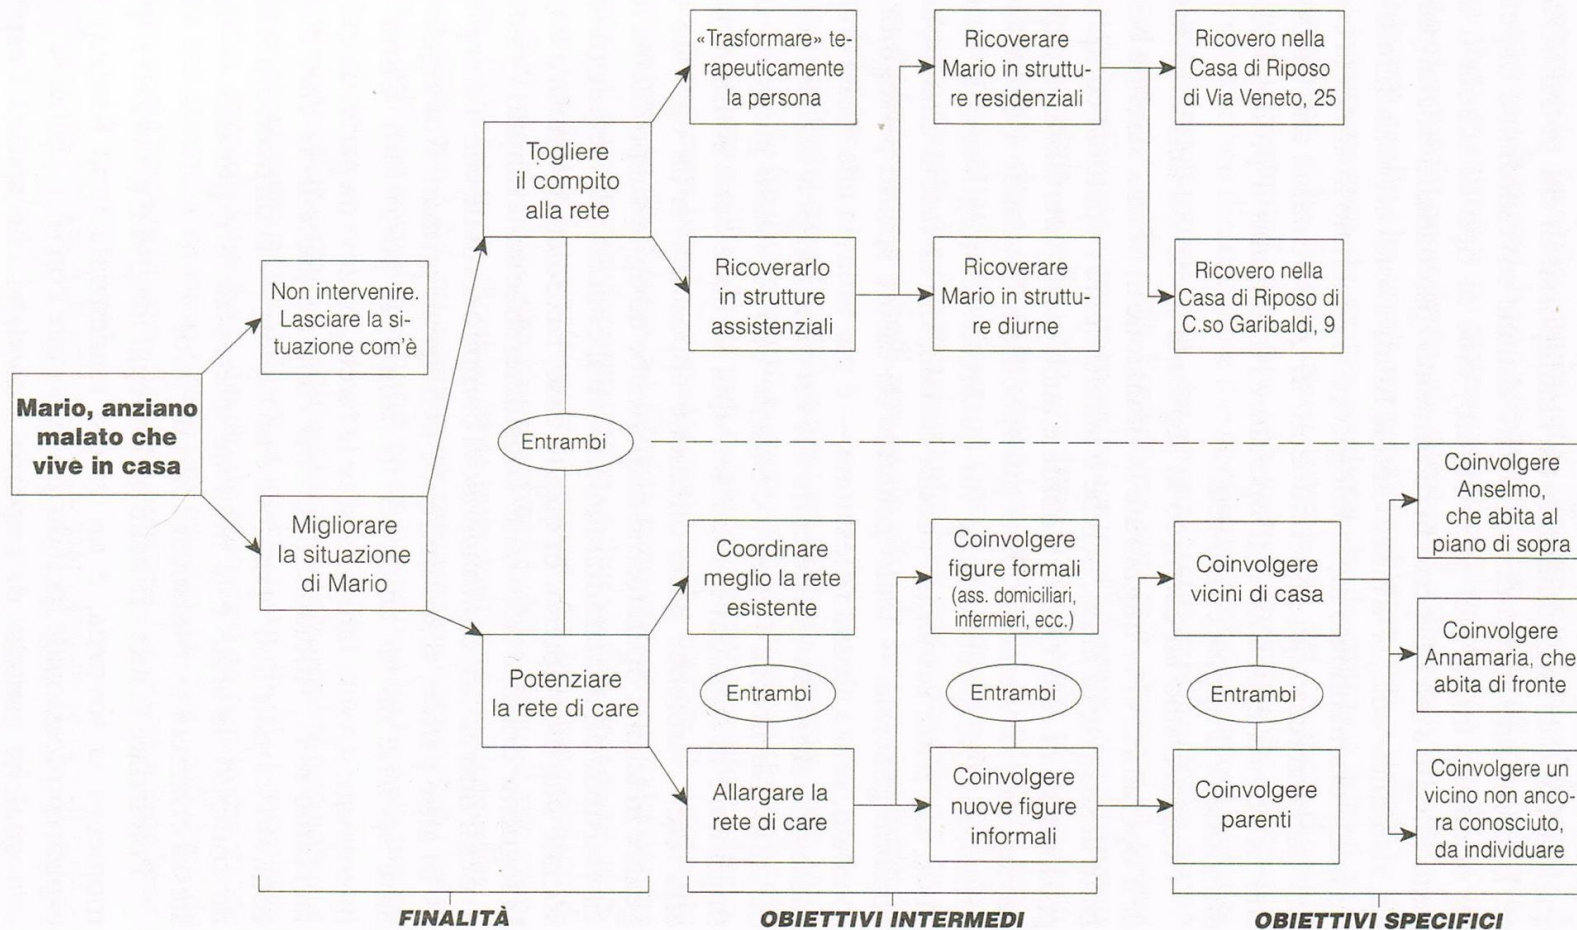 Mario, anziano
malato che
vive in casa
Non intervenire.
Lasciare la si-
tuazione com'è
Migliorare
la situazione
di Mario
Togliere
il compito
alla rete
Entrambi
Potenziare
la rete di care
«Trasformare» te-
rapeuticamente
la persona
Ricoverarlo
in strutture
assistenziali
Coordinare
meglio la rete
esistente
Entrambi
Allargare la
rete di care
Ricoverare
Mario in struttu-
re residenziali
Ricoverare
Mario in struttu-
re diurne
Coinvolgere
figure formali
(ass. domiciliari,
infermieri, ecc.)
Entrambi
Coinvolgere
nuove figure
informali
Ricovero nella
Casa di Riposo
di Via Veneto, 25
Ricovero nella
Casa di Riposo di
C.so Garibaldi, 9
Coinvolgere
vicini di casa
Entrambi
Coinvolgere
parenti
Coinvolgere
Anselmo,
che abita al
piano di sopra
Coinvolgere
Annamaria, che
abita di fronte
Coinvolgere un
vicino non anco-
ra conosciuto,
da individuare
FINALITÀ
OBIETTIVI INTERMEDI
OBIETTIVI SPECIFICI